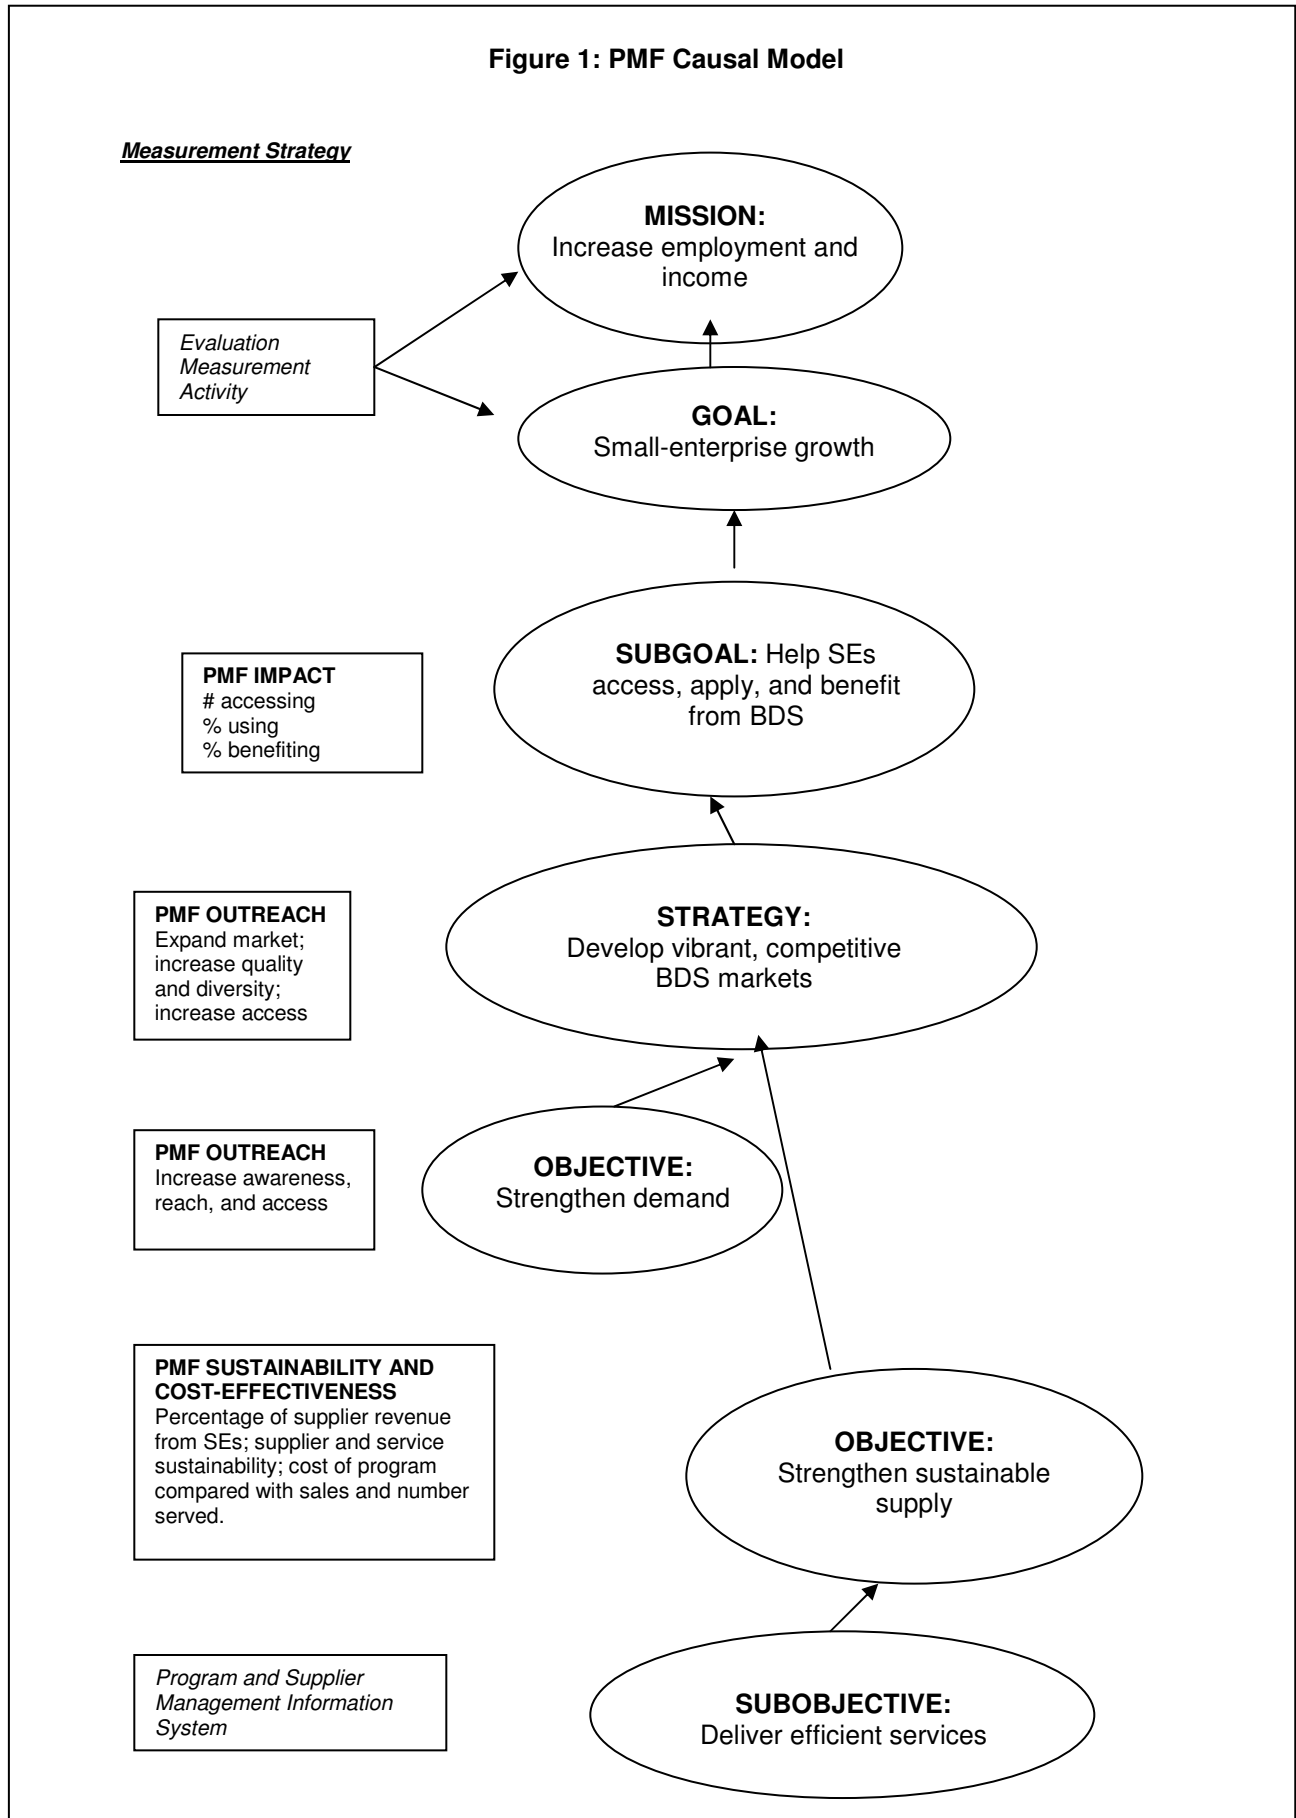 Figure 1: PMF Causal Model
Measurement Strategy
MISSION:
Increase employment and
income
Evaluation
Measurement
Activity
GOAL:
Small-enterprise growth
SUBGOAL: Help SEs
access, apply, and benefit
from BDS
PMF IMPACT
# accessing
% using
% benefiting
STRATEGY:
Develop vibrant, competitive
BDS markets
PMF OUTREACH
Expand market;
increase quality
and diversity;
increase access
OBJECTIVE:
Strengthen demand
PMF OUTREACH
Increase awareness,
reach, and access
PMF SUSTAINABILITY AND
COST-EFFECTIVENESS
Percentage of supplier revenue
from SEs; supplier and service
sustainability; cost of program
compared with sales and number
served.
OBJECTIVE:
Strengthen sustainable
supply
Program and Supplier
Management Information
System
SUBOBJECTIVE:
Deliver efficient services